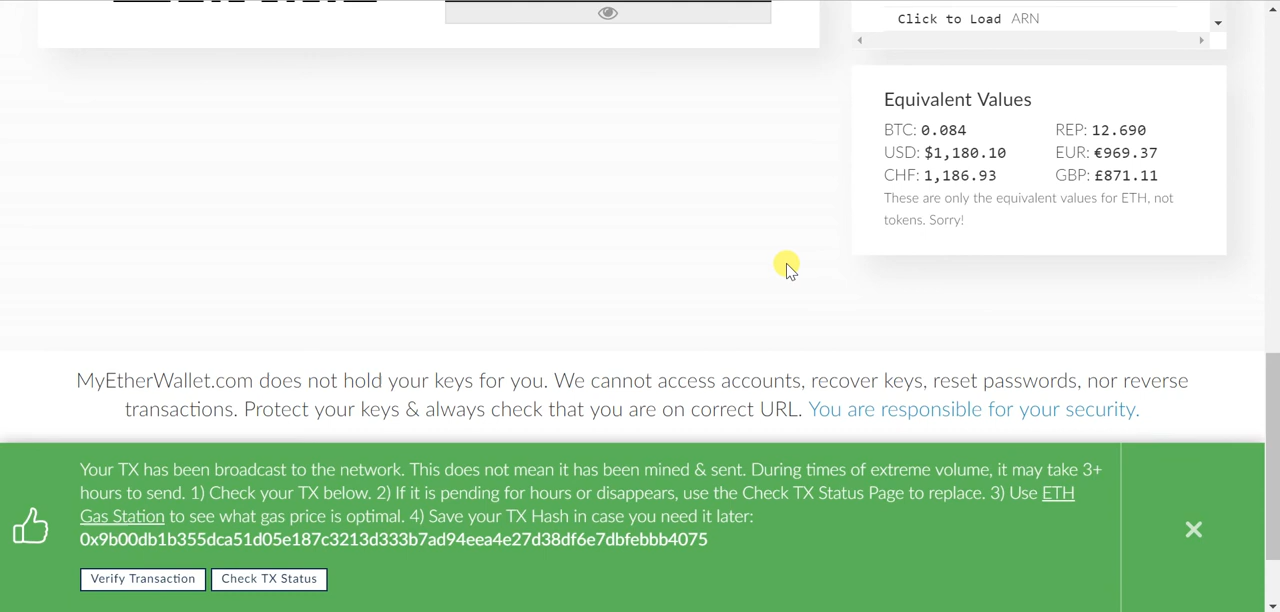 Click to Load ARN
Equivalent Values
BTC: 0.084 REP: 12.690
USD: $1,180.10 EUR: €969.37
CHF: 1,186.93 GBP: £871.11
These are only the equivalent values for ETH, not
tokens. Sorry!
MyEtherWallet.com does not hold your keys for you. We cannot access accounts, recover keys, reset passwords, nor reverse
transactions. Protect your keys & always check that you are on correct URL. You are responsible for your security.
Your TX has been broadcast to the network. This does not mean it has been mined & sent. During times of extreme volume, it may take 3+
hours to send. 1) Check your TX below. 2) If it is pending for hours or disappears, use the Check TX Status Page to replace. 3) Use ETH
Gas Station to see what gas price is optimal. 4) Save your TX Hash in case you need it later:
0x9b00db1b355dca51d05e187c3213d333b7ad94eea4e27d38df6e7dbfebbb4075
Verify Transaction Check TX Status